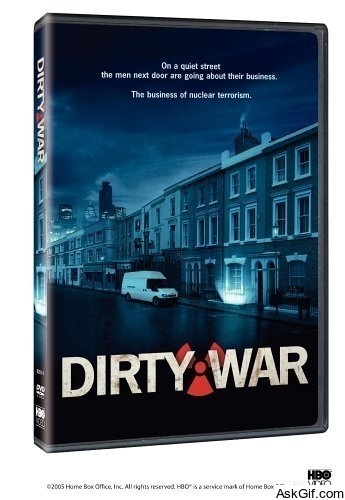 On a quiet street
the men next door are going about their business.
The business of nuclear terrorism.
DIRTY WAR
DIRTY WAR
DVD
HBO
HBO
VIDEO
©2005 Home Box Office, Inc. All rights reserved. HBO® is a service mark of Home Box
AskGif.com